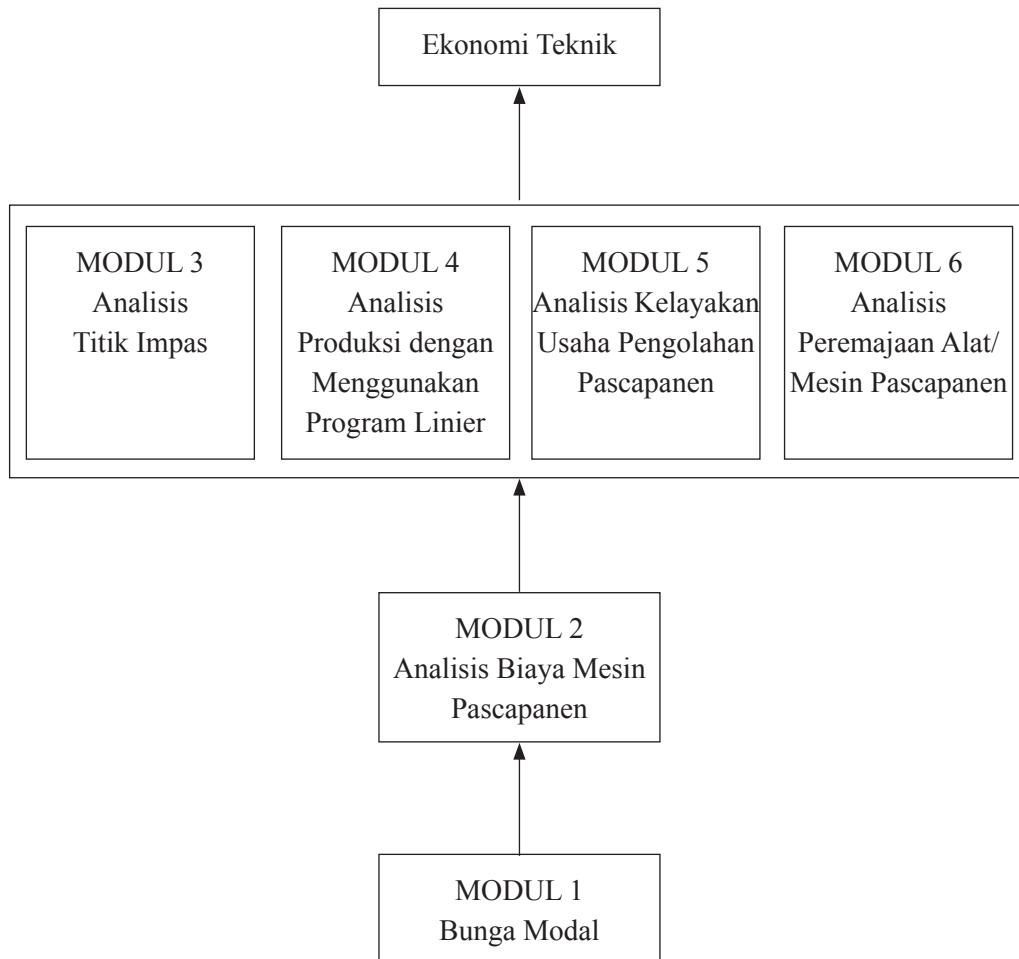 Ekonomi Teknik
MODUL 3
Analisis
Titik Impas
MODUL 4
Analisis
Produksi dengan
Menggunakan
Program Linier
MODUL 5
Analisis Kelayakan
Usaha Pengolahan
Pascapanen
MODUL 6
Analisis
Peremajaan Alat/
Mesin Pascapanen
MODUL 2
Analisis Biaya Mesin
Pascapanen
MODUL 1
Bunga Modal